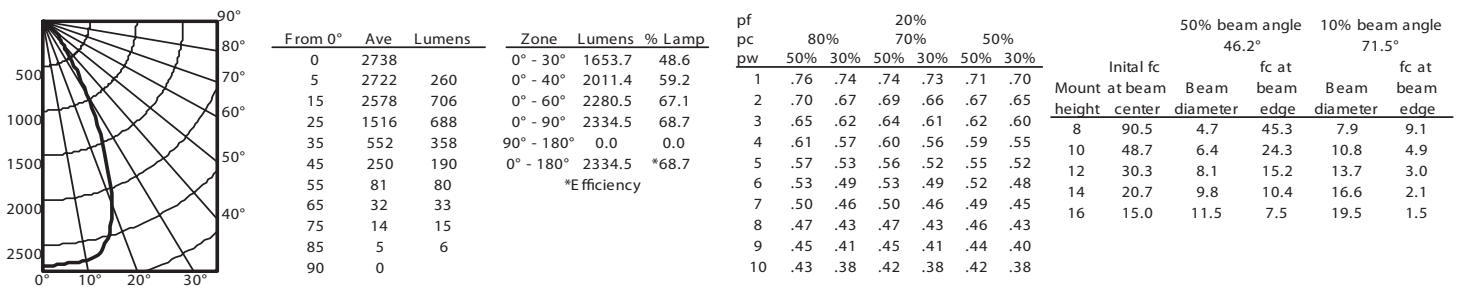 90°
80°
70°
60°
50°
40°
500
1000
1500
2000
2500
0° 10° 20° 30°
From 0° Ave Lumens
0 2738
5 2722 260
15 2578 706
25 1516 688
35 552 358
45 250 190
55 81 80
65 32 33
75 14 15
85 5 6
90 0
Zone Lumens % Lamp
0° - 30° 1653.7 48.6
0° - 40° 2011.4 59.2
0° - 60° 2280.5 67.1
0° - 90° 2334.5 68.7
90° - 180° 0.0 0.0
0° - 180° 2334.5 *68.7
*Efficiency
pf 20%
pc 80% 70% 50%
pw 50% 30% 50% 30% 50% 30%
1 .76 .74 .74 .73 .71 .70
2 .70 .67 .69 .66 .67 .65
3 .65 .62 .64 .61 .62 .60
4 .61 .57 .60 .56 .59 .55
5 .57 .53 .56 .52 .55 .52
6 .53 .49 .53 .49 .52 .48
7 .50 .46 .50 .46 .49 .45
8 .47 .43 .47 .43 .46 .43
9 .45 .41 .45 .41 .44 .40
10 .43 .38 .42 .38 .42 .38
50% beam angle 10% beam angle
46.2° 71.5°
Inital fc fc at fc at
Mount at beam Beam beam Beam beam
height center diameter edge diameter edge
8 90.5 4.7 45.3 7.9 9.1
10 48.7 6.4 24.3 10.8 4.9
12 30.3 8.1 15.2 13.7 3.0
14 20.7 9.8 10.4 16.6 2.1
16 15.0 11.5 7.5 19.5 1.5